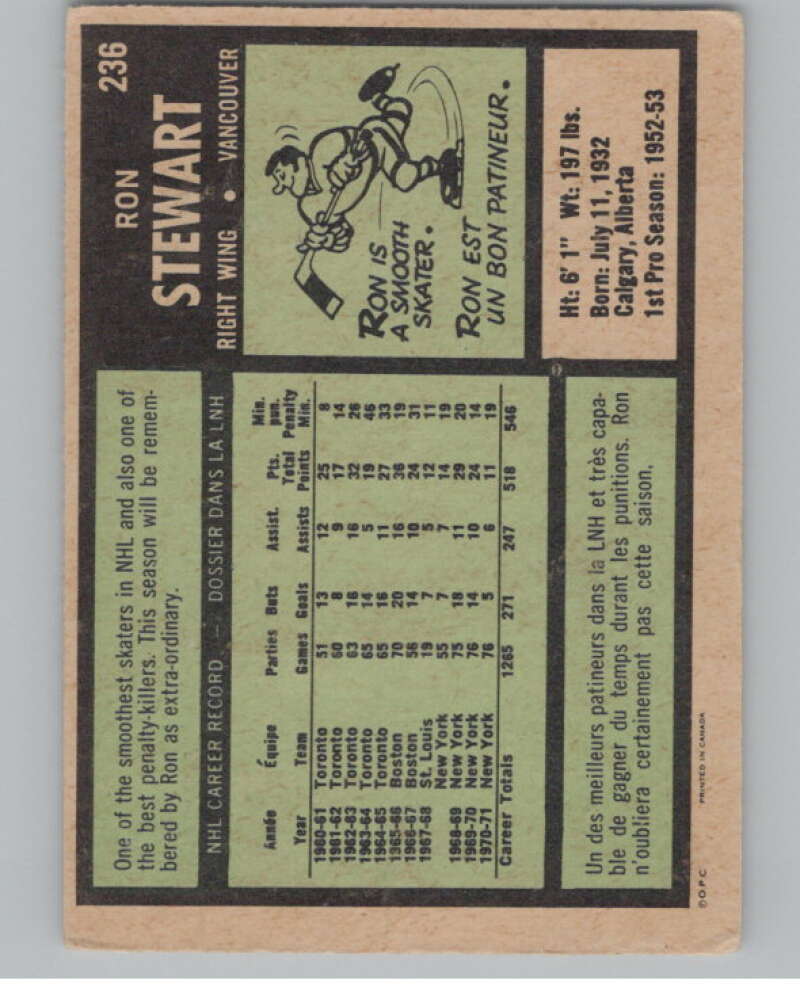 236
RON
STEWART
RIGHT WING • VANCOUVER
One of the smoothest skaters in NHL and also one of
the best penalty-killers. This season will be remem-
bered by Ron as extra-ordinary.
NHL CAREER RECORD — DOSSIER DANS LA LNH
Année Équipe Parties Buts Assist. Pts. Total Min. pun. Penalty
Year Team Games Goals Assists Points Min.
1960-61 Toronto 51 13 12 25 8
1961-62 Toronto 60 8 9 17 14
1962-63 Toronto 63 16 16 32 26
1963-64 Toronto 65 14 5 19 46
1964-65 Toronto 65 16 11 27 33
1965-66 Boston 70 20 16 36 19
1966-67 Boston 56 14 10 24 31
1967-68 St. Louis 19 7 5 12 11
New York 55 7 7 14 19
1968-69 New York 75 18 11 29 20
1969-70 New York 76 14 10 24 14
1970-71 New York 76 5 6 11 19
Career Totals 1265 271 247 518 546
RON IS
A SMOOTH
SKATER.
RON EST
UN BON PATINEUR.
Ht: 6' 1" Wt: 197 lbs.
Born: July 11, 1932
Calgary, Alberta
1st Pro Season: 1952-53
Un des meilleurs patineurs dans la LNH et très capa-
ble de gagner du temps durant les punitions. Ron
n'oubliera certainement pas cette saison.
© O P C PRINTED IN CANADA